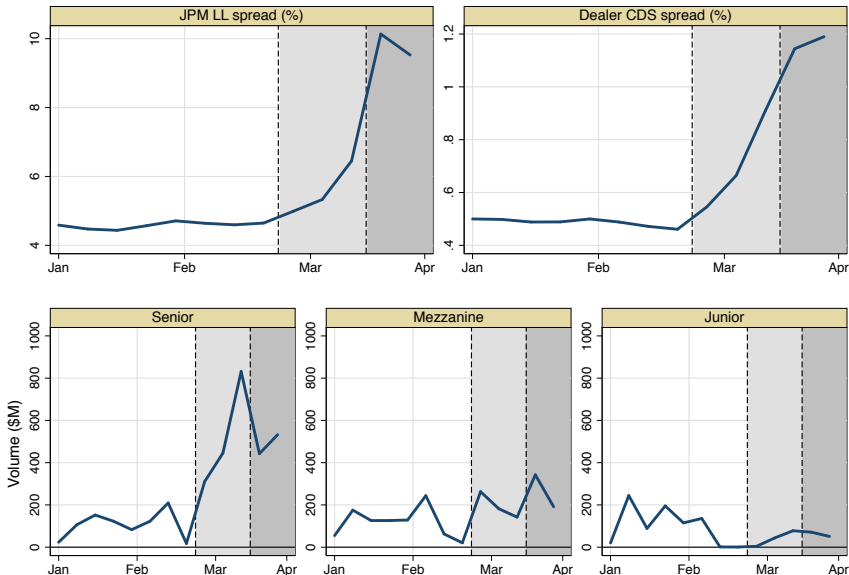 JPM LL spread (%)
10
8
6
4
Jan Feb Mar Apr
Dealer CDS spread (%)
1.2
1
.8
.6
.4
Jan Feb Mar Apr
Senior
Volume ($M)
1000
800
600
400
200
0
Jan Feb Mar Apr
Mezzanine
1000
800
600
400
200
0
Jan Feb Mar Apr
Junior
1000
800
600
400
200
0
Jan Feb Mar Apr